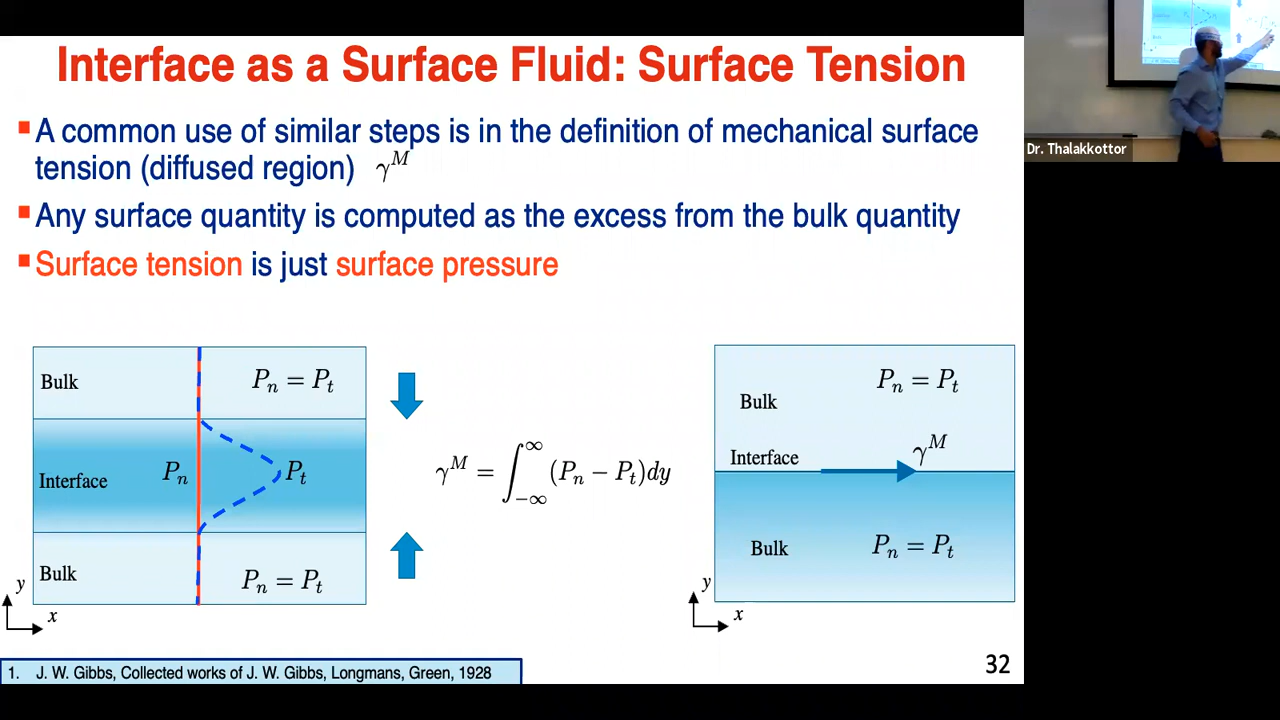 Interface as a Surface Fluid: Surface Tension
Dr. Thalakkottor
▪ A common use of similar steps is in the definition of mechanical surface
tension (diffused region) γ^M
▪ Any surface quantity is computed as the excess from the bulk quantity
▪ Surface tension is just surface pressure
Bulk
P_n = P_t
Interface
P_n
P_t
Bulk
P_n = P_t
y
x
γ^M = ∫_{-∞}^{∞} (P_n − P_t)dy
Bulk
P_n = P_t
Interface
γ^M
Bulk
P_n = P_t
y
x
1. J. W. Gibbs, Collected works of J. W. Gibbs, Longmans, Green, 1928
32